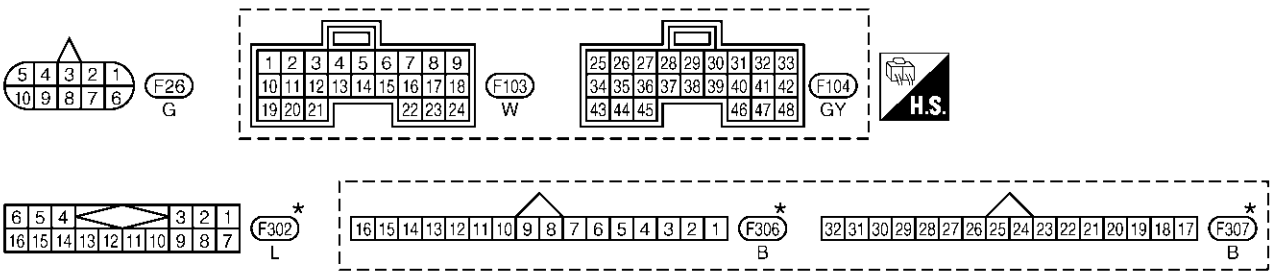 5 4 3 2 1
10 9 8 7 6
F26
G
1 2 3 4 5 6 7 8 9
10 11 12 13 14 15 16 17 18
19 20 21 22 23 24
F103
W
25 26 27 28 29 30 31 32 33
34 35 36 37 38 39 40 41 42
43 44 45 46 47 48
F104
GY
H.S.
6 5 4 3 2 1
16 15 14 13 12 11 10 9 8 7
F302 *
L
16 15 14 13 12 11 10 9 8 7 6 5 4 3 2 1
F306 *
B
32 31 30 29 28 27 26 25 24 23 22 21 20 19 18 17
F307 *
B